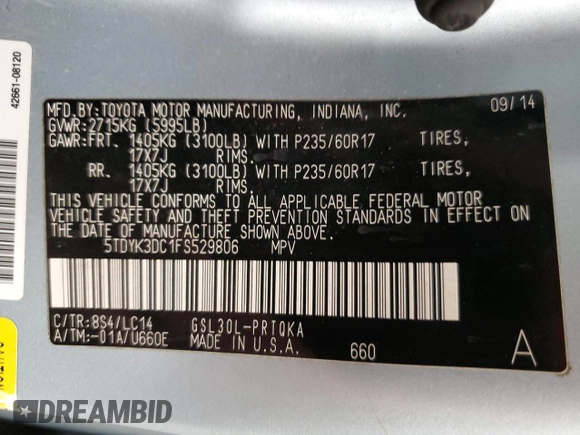 42661-08120
MFD.BY:TOYOTA MOTOR MANUFACTURING, INDIANA, INC. 09/14
GVWR:2715KG (5995LB)
GAWR:FRT. 1405KG (3100LB) WITH P235/60R17 TIRES,
17X7J RIMS.
RR. 1405KG (3100LB) WITH P235/60R17 TIRES,
17X7J RIMS.
THIS VEHICLE CONFORMS TO ALL APPLICABLE FEDERAL MOTOR
VEHICLE SAFETY AND THEFT PREVENTION STANDARDS IN EFFECT ON
THE DATE OF MANUFACTURE SHOWN ABOVE.
5TDYK3DC1FS529806 MPV
C/TR:8S4/LC14 GSL30L-PRTQKA
A/TM:-01A/U660E MADE IN U.S.A. 660 A
DREAMBID